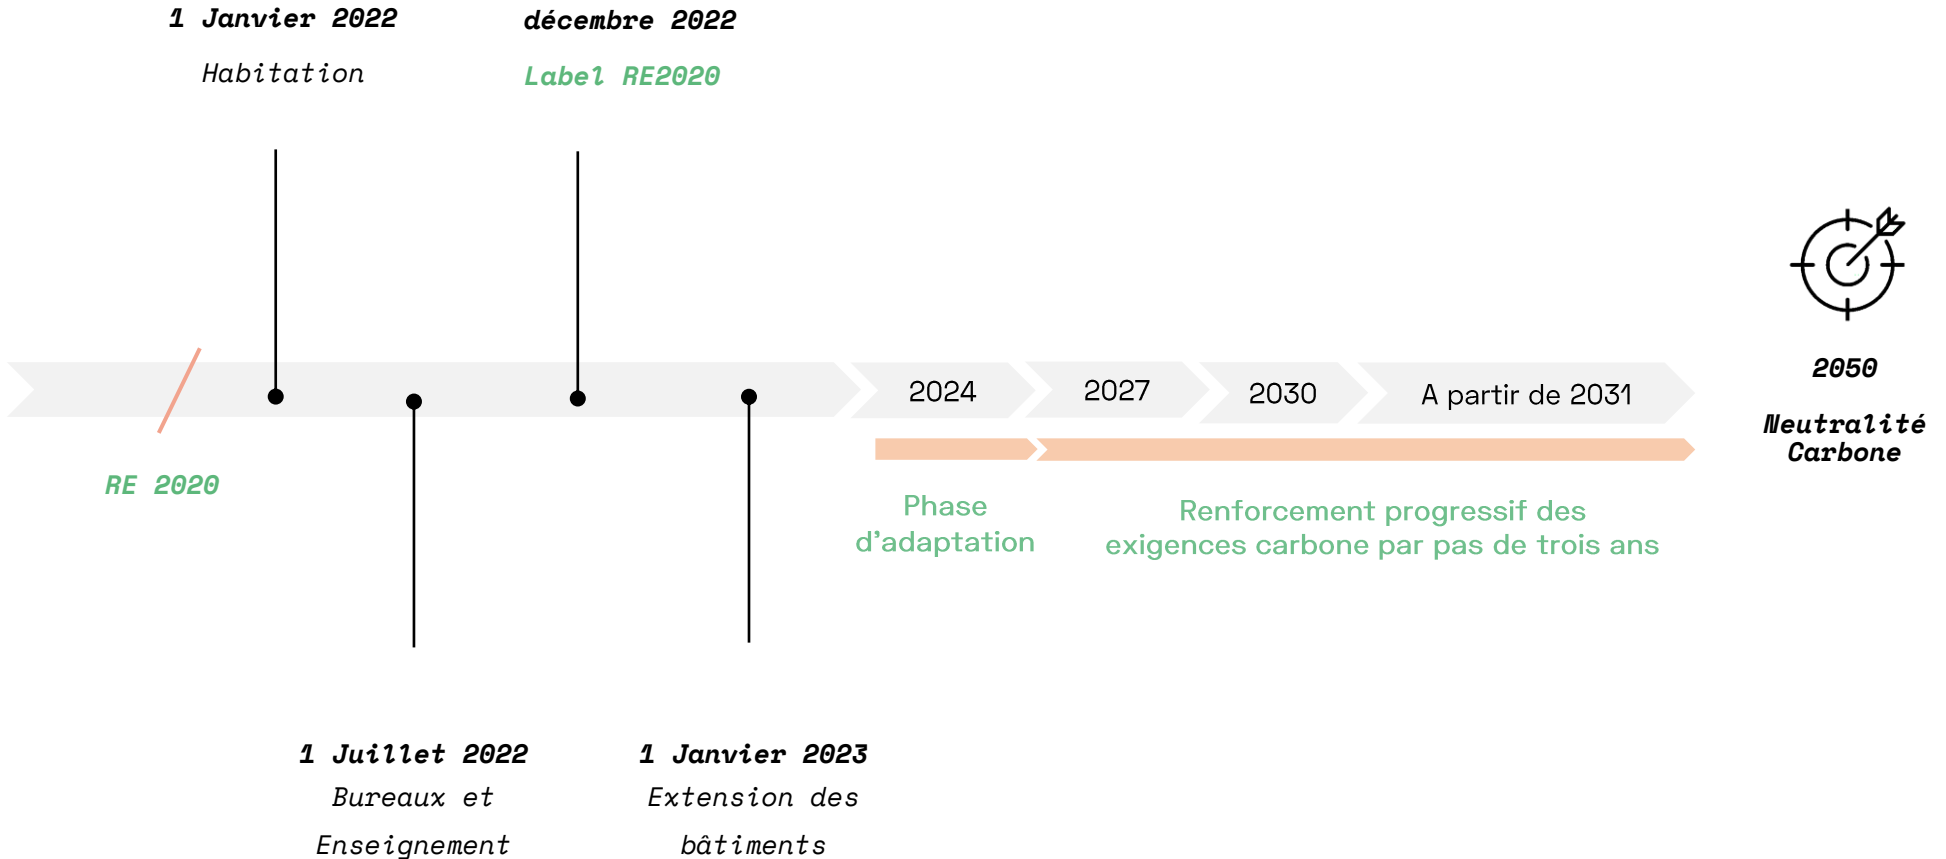 1 Janvier 2022
Habitation
décembre 2022
Label RE2020
RE 2020
1 Juillet 2022
Bureaux et
Enseignement
1 Janvier 2023
Extension des
bâtiments
2024
2027
2030
A partir de 2031
Phase
d'adaptation
Renforcement progressif des
exigences carbone par pas de trois ans
2050
Neutralité
Carbone